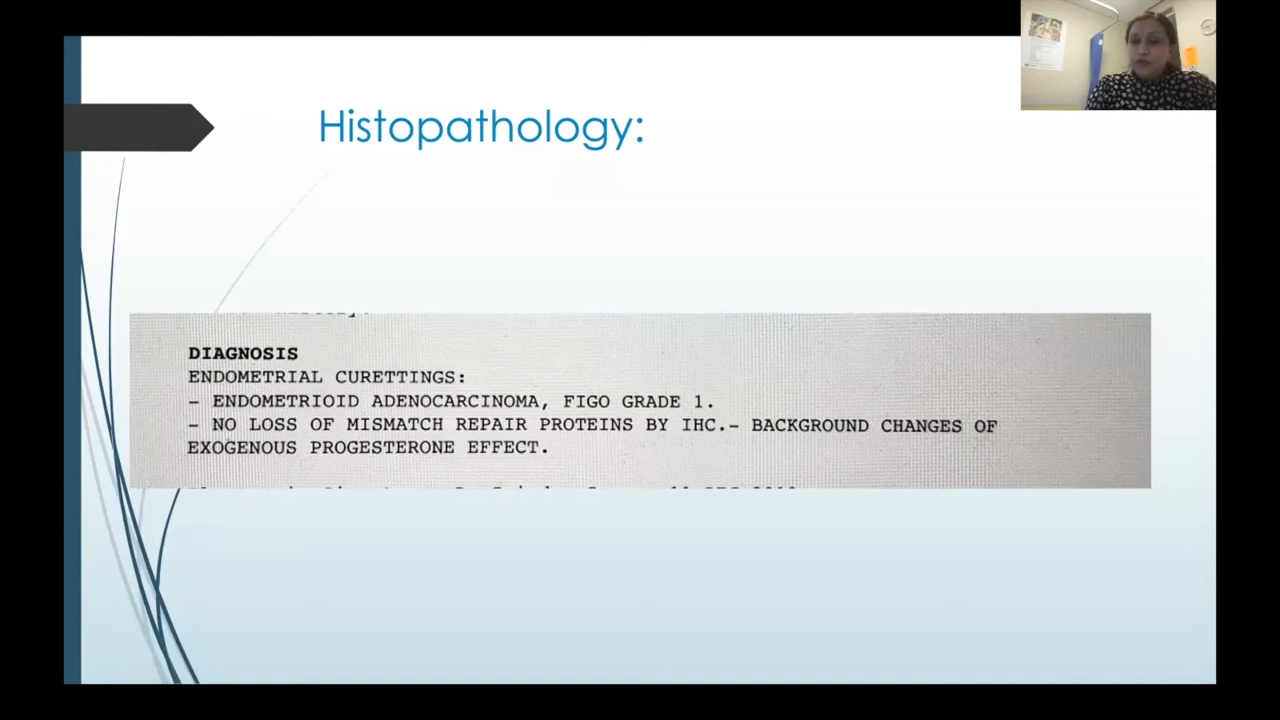 Histopathology:
DIAGNOSIS
ENDOMETRIAL CURETTINGS:
- ENDOMETRIOID ADENOCARCINOMA, FIGO GRADE 1.
- NO LOSS OF MISMATCH REPAIR PROTEINS BY IHC.- BACKGROUND CHANGES OF
EXOGENOUS PROGESTERONE EFFECT.